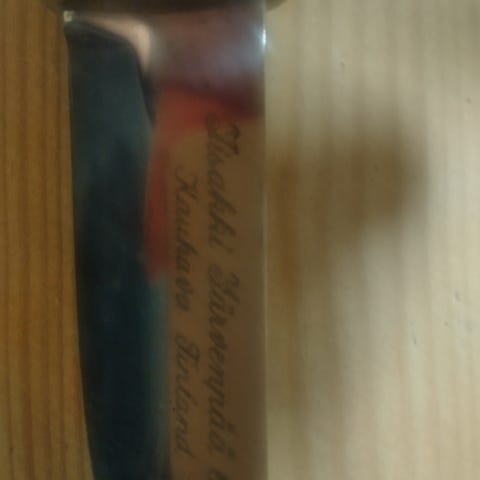 Iisakki Järvenpää
Kauhava Finland